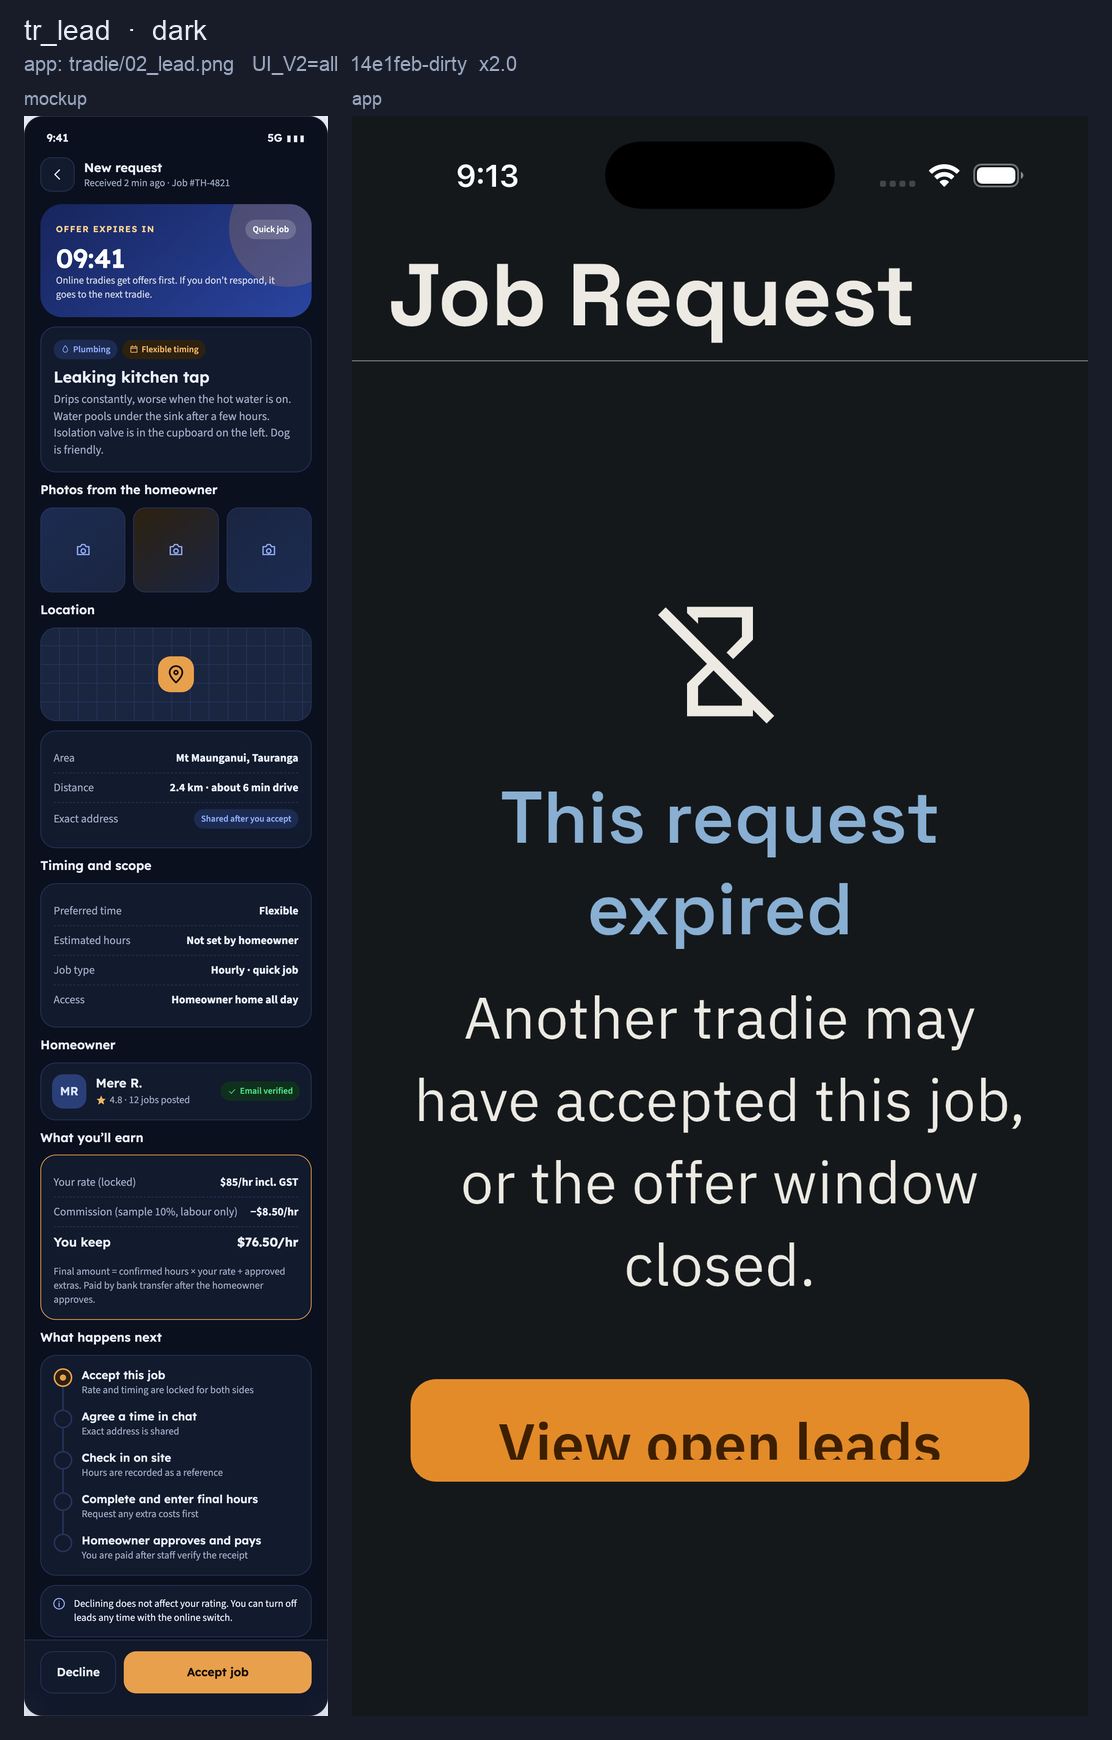 tr_lead · dark
app: tradie/02_lead.png UI_V2=all 14e1feb-dirty x2.0
mockup
app
9:41
5G
New request
Received 2 min ago · Job #TH-4821
OFFER EXPIRES IN
Quick job
09:41
Online tradies get offers first. If you don't respond, it
goes to the next tradie.
Plumbing
Flexible timing
Leaking kitchen tap
Drips constantly, worse when the hot water is on.
Water pools under the sink after a few hours.
Isolation valve is in the cupboard on the left. Dog
is friendly.
Photos from the homeowner
Location
Area
Mt Maunganui, Tauranga
Distance
2.4 km · about 6 min drive
Exact address
Shared after you accept
Timing and scope
Preferred time
Flexible
Estimated hours
Not set by homeowner
Job type
Hourly · quick job
Access
Homeowner home all day
Homeowner
MR
Mere R.
4.8 · 12 jobs posted
Email verified
What you'll earn
Your rate (locked)
$85/hr incl. GST
Commission (sample 10%, labour only)
−$8.50/hr
You keep
$76.50/hr
Final amount = confirmed hours × your rate + approved
extras. Paid by bank transfer after the homeowner
approves.
What happens next
Accept this job
Rate and timing are locked for both sides
Agree a time in chat
Exact address is shared
Check in on site
Hours are recorded as a reference
Complete and enter final hours
Request any extra costs first
Homeowner approves and pays
You are paid after staff verify the receipt
Declining does not affect your rating. You can turn off
leads any time with the online switch.
Decline
Accept job
9:13
Job Request
This request
expired
Another tradie may
have accepted this job,
or the offer window
closed.
View open leads